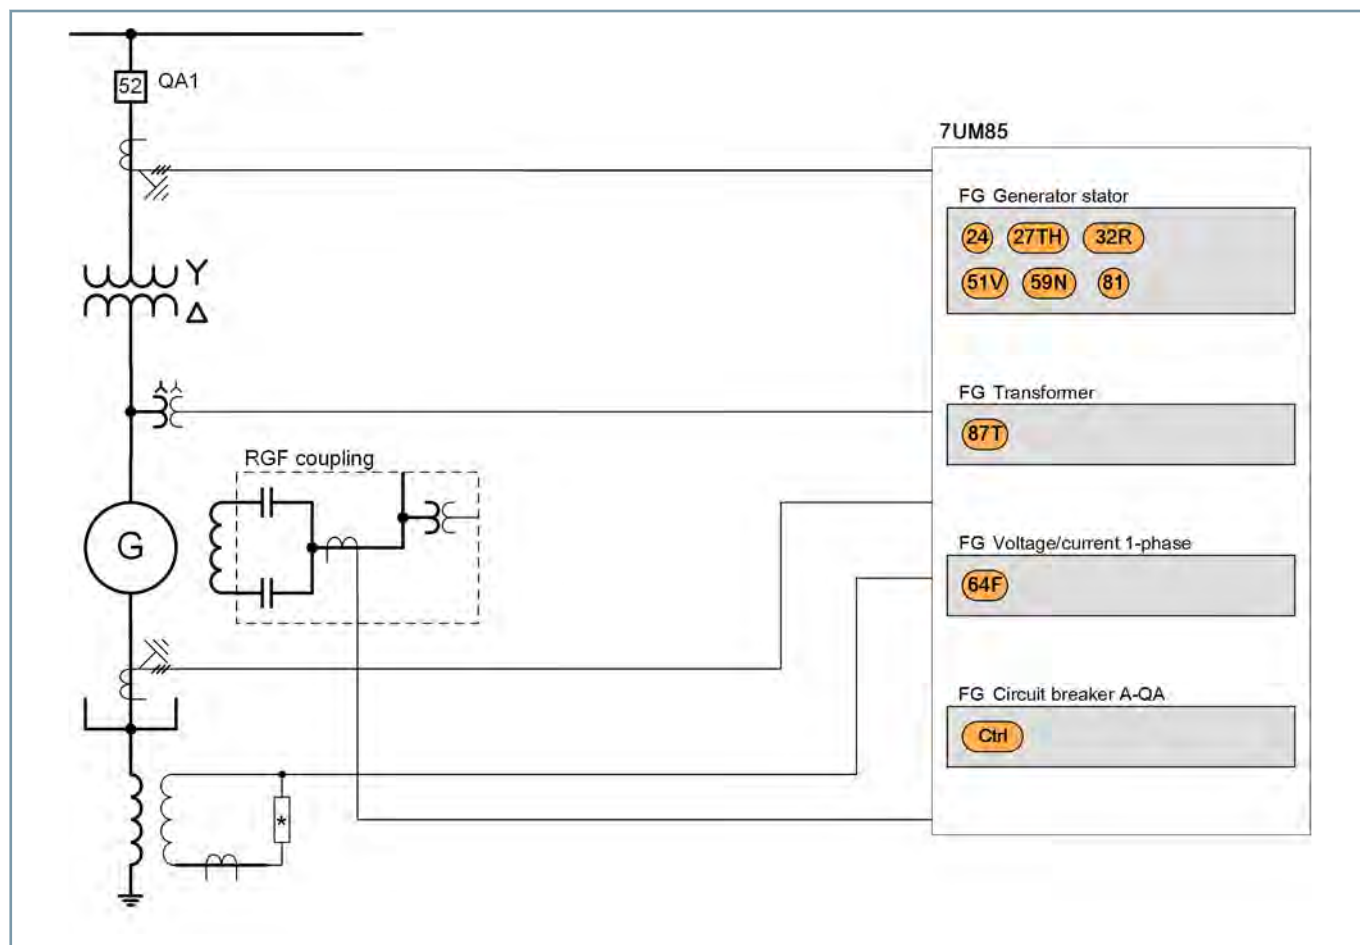 52 QA1
7UM85
FG Generator stator
24 27TH 32R
51V 59N 81
Y
Δ
FG Transformer
87T
RGF coupling
G
FG Voltage/current 1-phase
64F
FG Circuit breaker A-QA
Ctrl
*